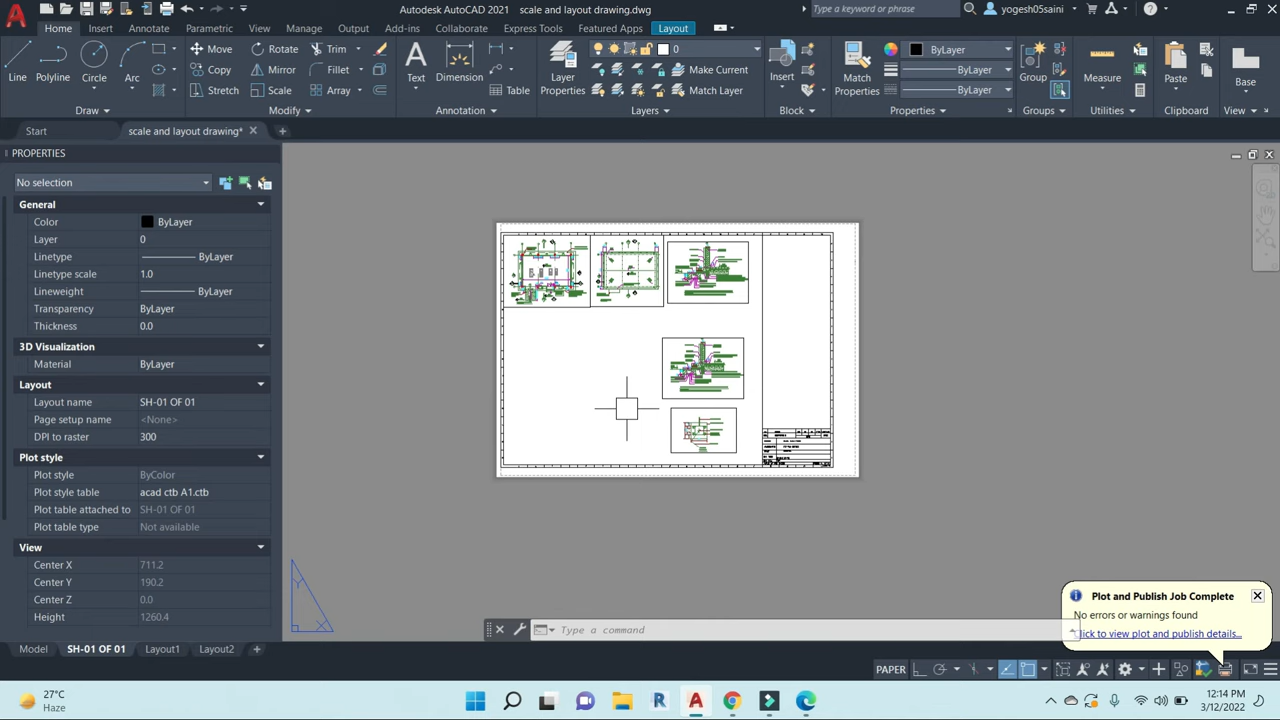 Autodesk AutoCAD 2021 scale and layout drawing.dwg
Type a keyword or phrase
yogesh05saini
Home Insert Annotate Parametric View Manage Output Add-ins Collaborate Express Tools Featured Apps Layout
Line Polyline Circle Arc
Move Rotate Trim
Copy Mirror Fillet
Stretch Scale Array
Text Dimension Table
Layer Properties
0
Make Current
Match Layer
Insert
Match Properties
ByLayer
ByLayer
ByLayer
Group Measure Paste Base
Draw Modify Annotation Layers Block Properties Groups Utilities Clipboard View
Start scale and layout drawing*
PROPERTIES
No selection
General
Color ByLayer
Layer 0
Linetype ByLayer
Linetype scale 1.0
Lineweight ByLayer
Transparency ByLayer
Thickness 0.0
3D Visualization
Material ByLayer
Layout
Layout name SH-01 OF 01
Page setup name <None>
DPI to raster 300
Plot style
Plot style ByColor
Plot style table acad ctb A1.ctb
Plot table attached to SH-01 OF 01
Plot table type Not available
View
Center X 711.2
Center Y 190.2
Center Z 0.0
Height 1260.4
Y
X
Plot and Publish Job Complete
No errors or warnings found
lick to view plot and publish details...
Type a command
Model SH-01 OF 01 Layout1 Layout2
PAPER
27°C
Haze
12:14 PM
3/12/2022